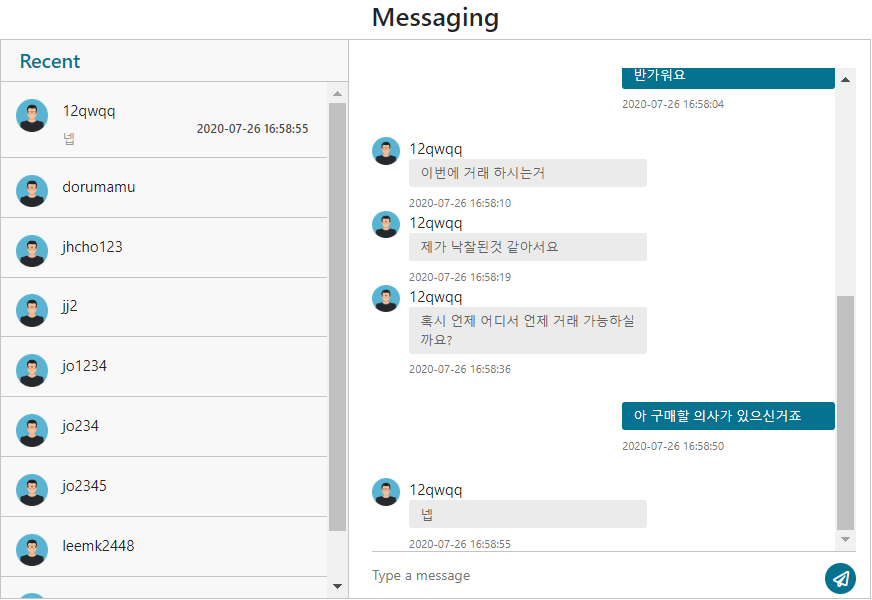 Messaging
Recent
12qwqq
넵
2020-07-26 16:58:55
dorumamu
jhcho123
jj2
jo1234
jo234
jo2345
leemk2448
반가워요
2020-07-26 16:58:04
12qwqq
이번에 거래 하시는거
2020-07-26 16:58:10
12qwqq
제가 낙찰된것 같아서요
2020-07-26 16:58:19
12qwqq
혹시 언제 어디서 언제 거래 가능하실
까요?
2020-07-26 16:58:36
아 구매할 의사가 있으신거죠
2020-07-26 16:58:50
12qwqq
넵
2020-07-26 16:58:55
Type a message